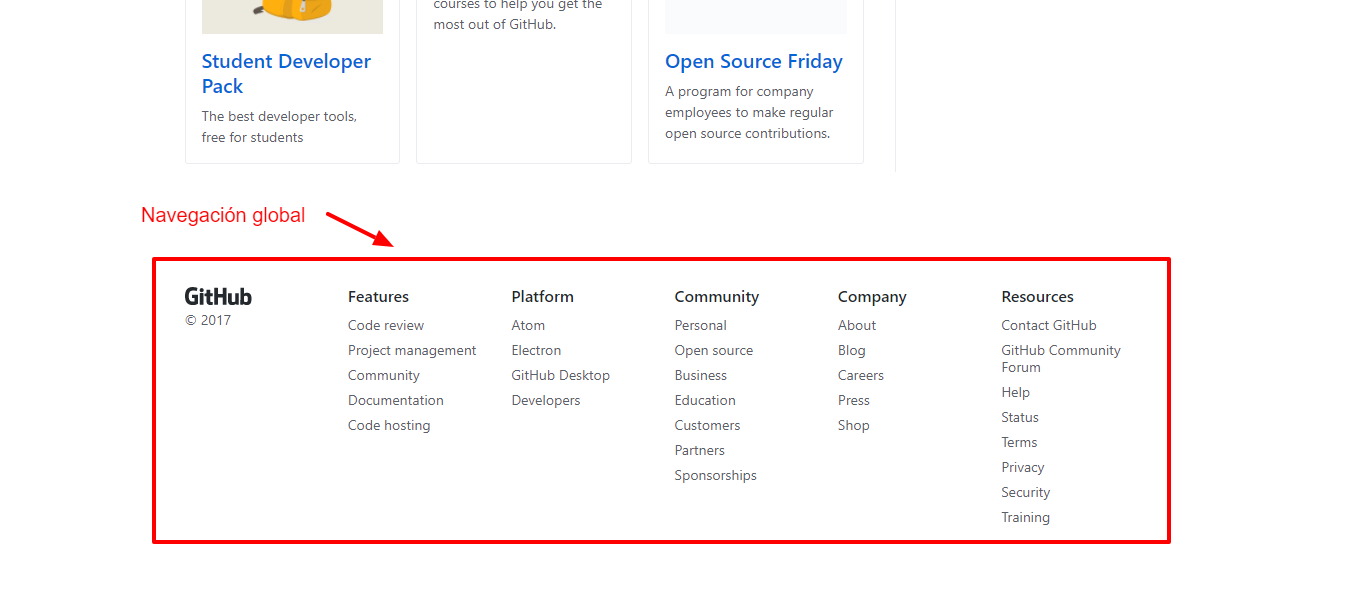 courses to help you get the
most out of GitHub.
Student Developer
Pack
The best developer tools,
free for students
Open Source Friday
A program for company
employees to make regular
open source contributions.
Navegación global
GitHub
© 2017
Features
Code review
Project management
Community
Documentation
Code hosting
Platform
Atom
Electron
GitHub Desktop
Developers
Community
Personal
Open source
Business
Education
Customers
Partners
Sponsorships
Company
About
Blog
Careers
Press
Shop
Resources
Contact GitHub
GitHub Community
Forum
Help
Status
Terms
Privacy
Security
Training